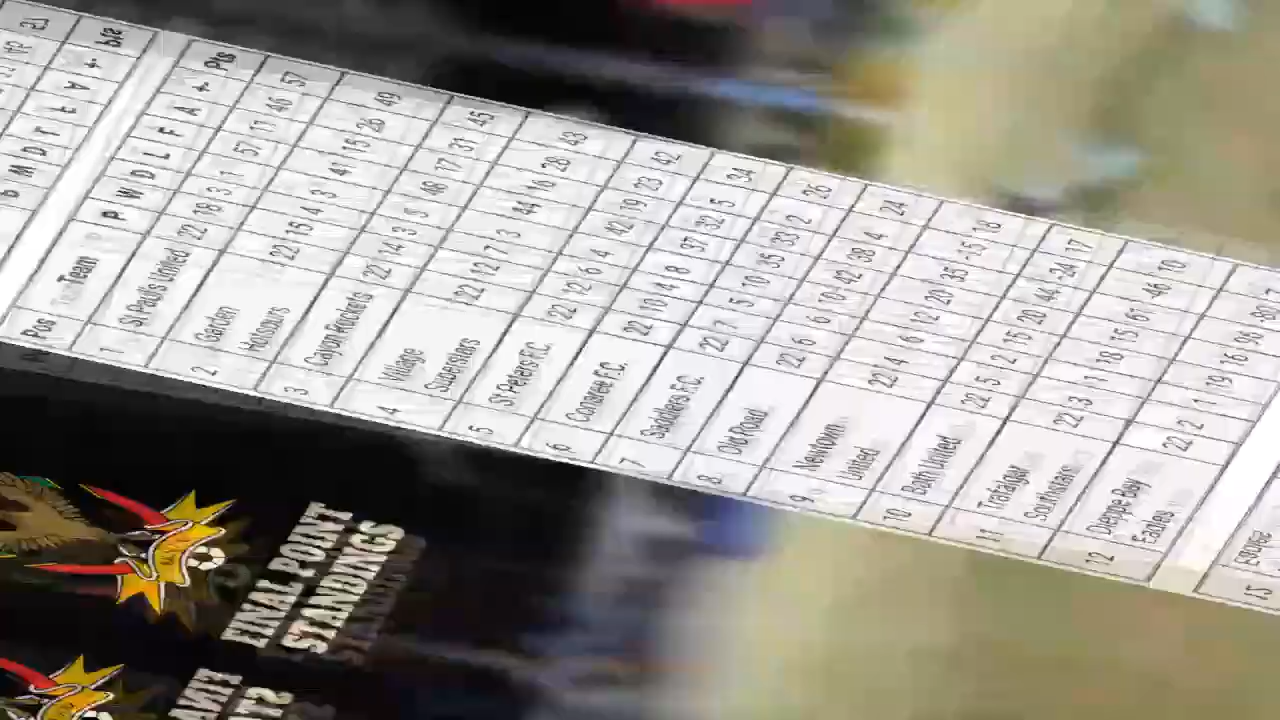 FINAL POINT
STANDINGS
Pos Team P W D L F A +- Pts
1 St.Paul's United 22 18 3 1 57 11 46 57
2 Garden 22 15 4 3 41 15 26 49
Hotspurs
3 Cayon Rockets 22 14 3 5 48 17 31 45
4 Village 22 12 7 3 44 16 28 43
Superstars
5 St Peters F.C. 22 12 6 4 42 19 23 42
6 Conaree F.C. 22 10 4 8 37 32 5 34
7 Saddlers F.C. 22 7 5 10 35 33 2 26
8 Old Road 22 6 6 10 42 38 4 24
9 Newtown 22 4 6 12 20 35 -15 18
United
10 Bath United 22 5 2 15 20 44 -24 17
11 Trafalgar 22 3 1 18 15 61 -46 10
Southstars
12 Dieppe Bay 22 2 1 19 16 96
Eagles